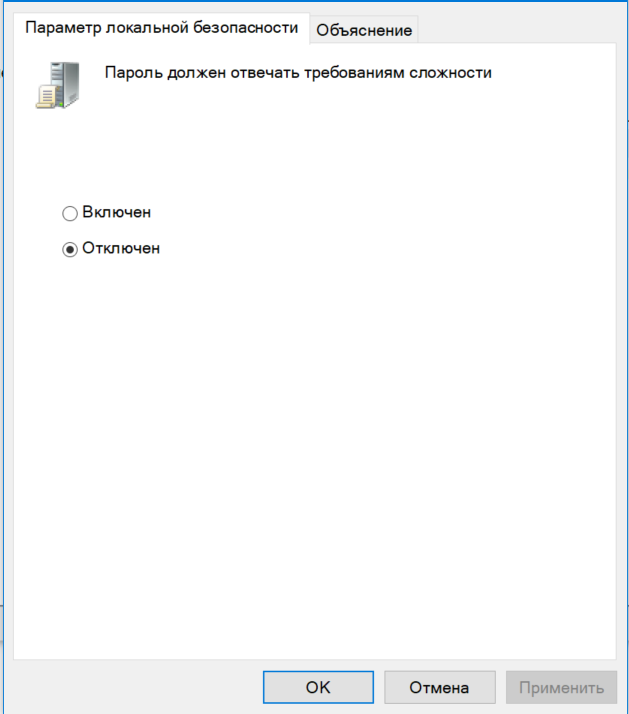 Параметр локальной безопасности
Объяснение
Пароль должен отвечать требованиям сложности
Включен
Отключен
OK
Отмена
Применить